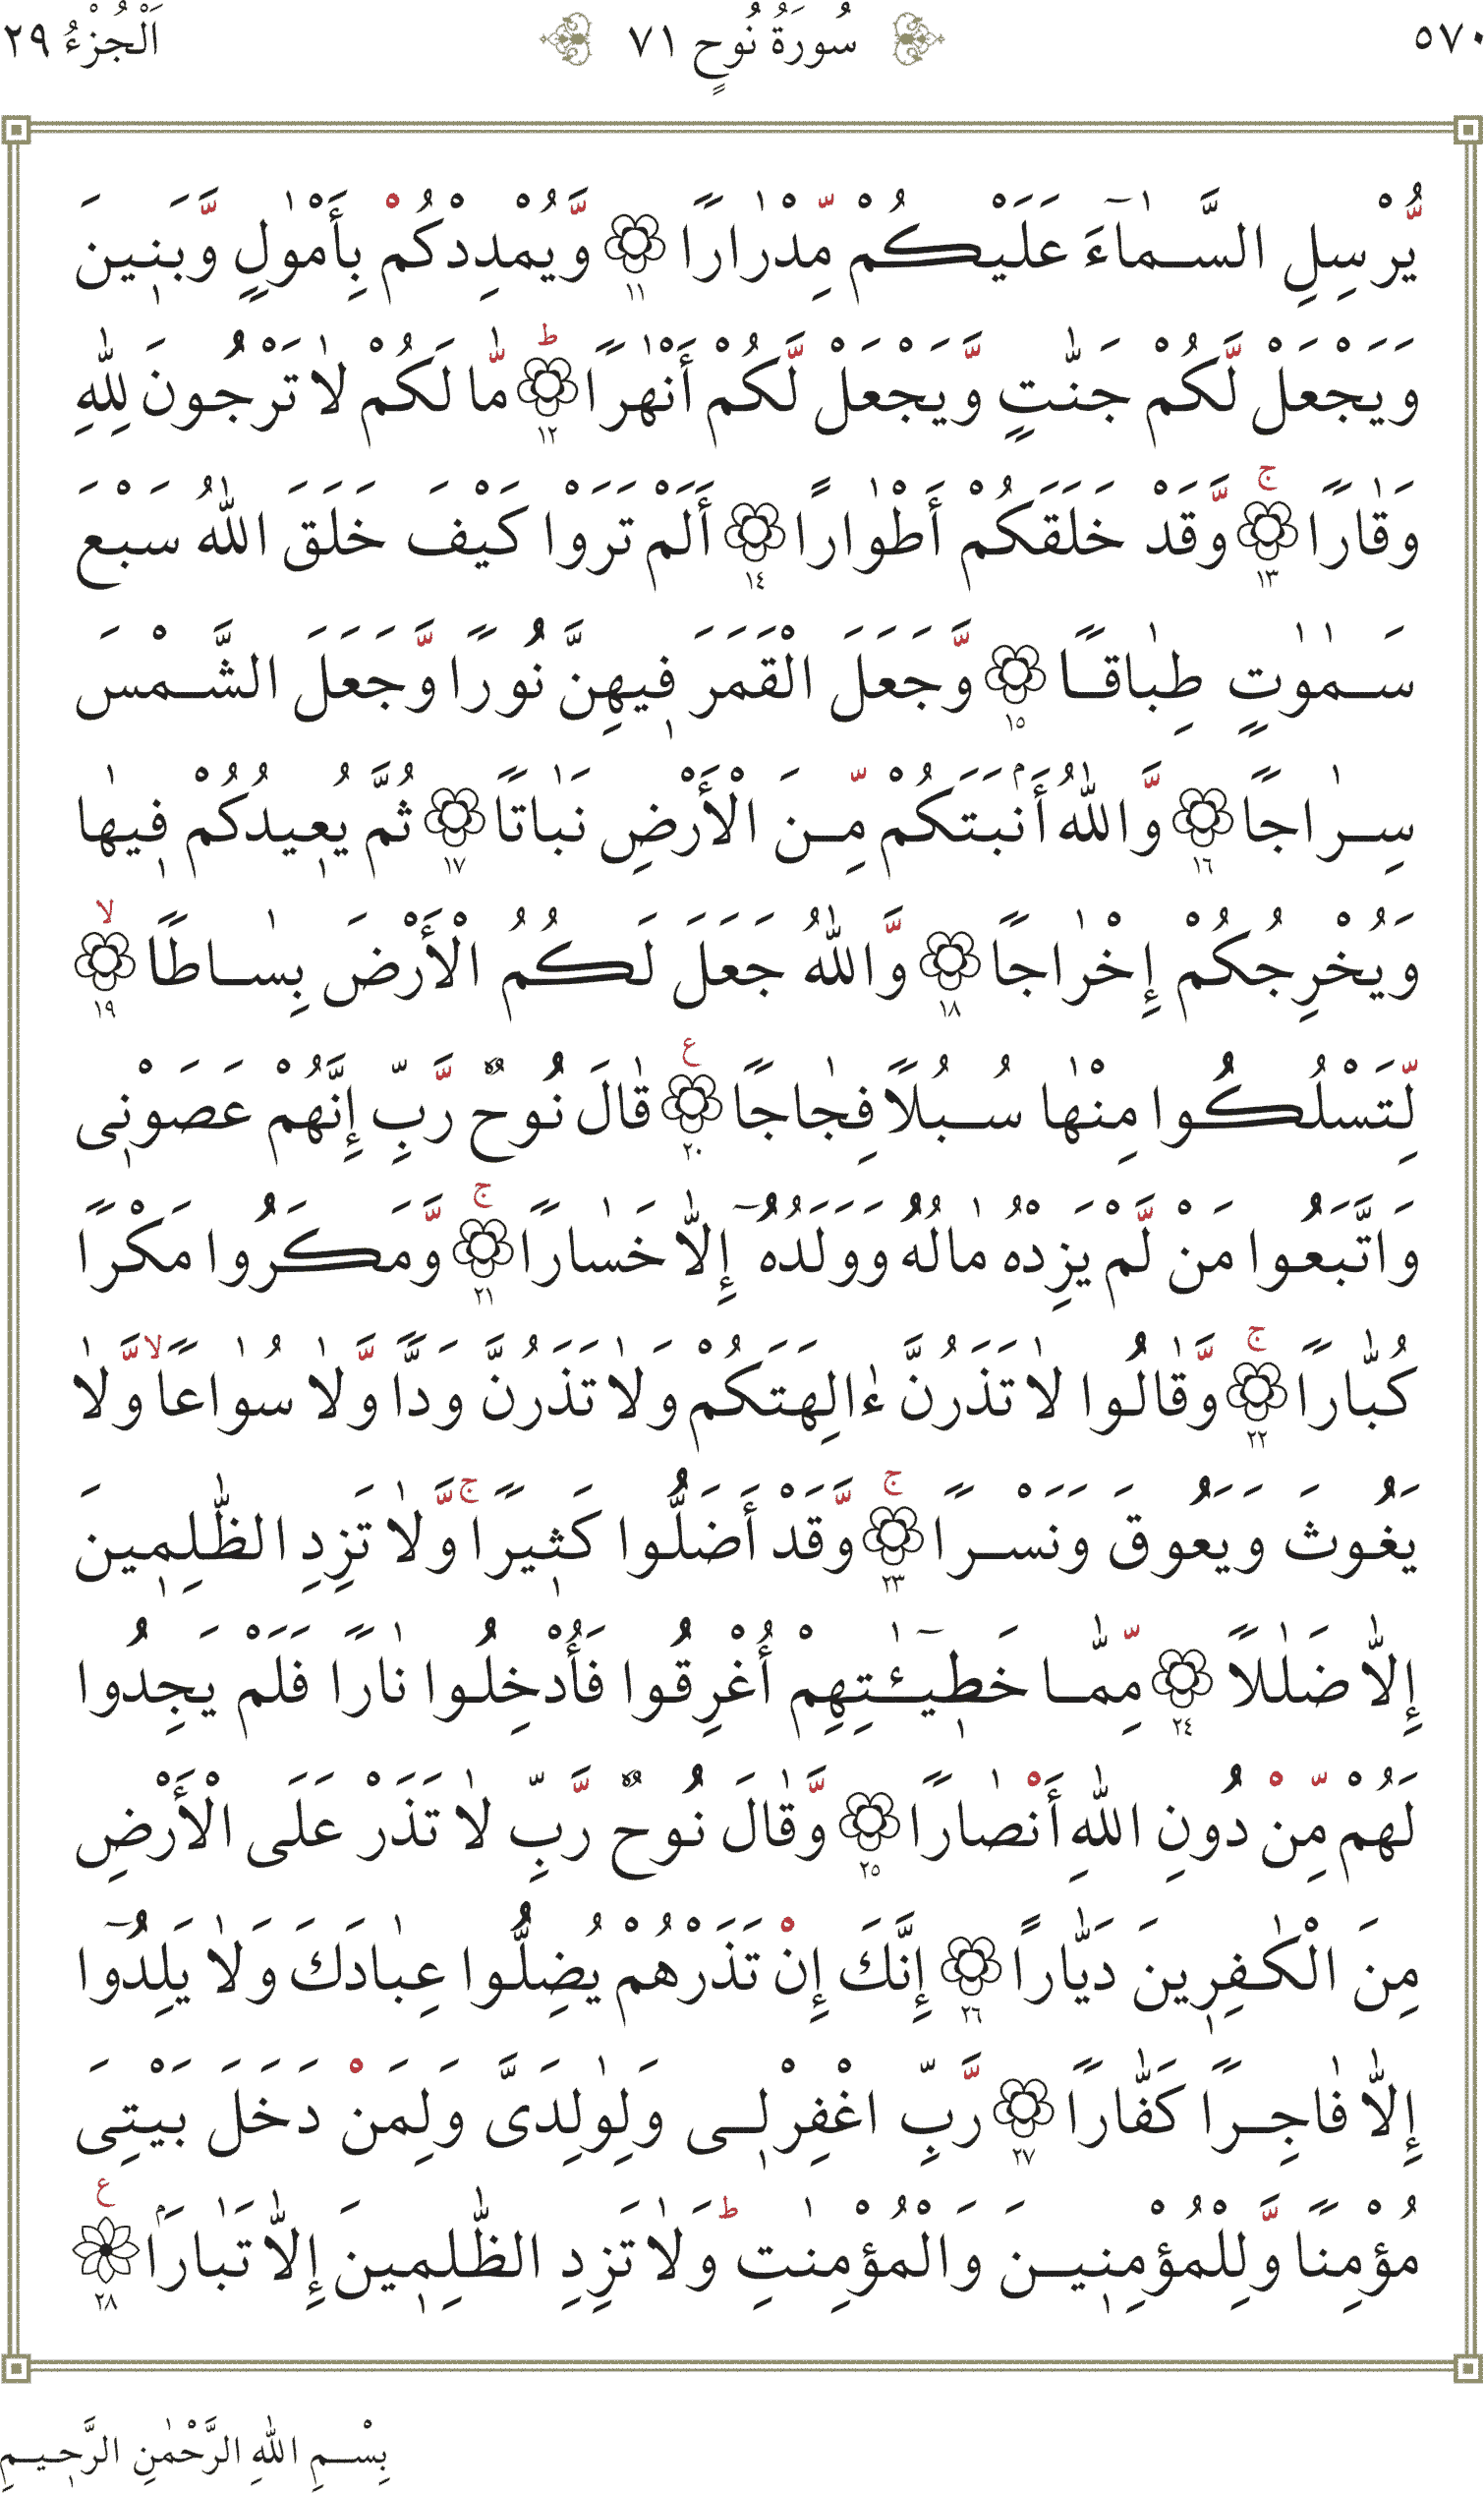 ٥٧٠ سُورَةُ نُوحٍ ٧١ اَلْجُزْءُ ٢٩
يُّرْسِلِ السَّمٰآءَ عَلَيْكُمْ مِّدْرٰارًا ١١ وَّيُمْدِدْكُمْ بِأَمْوٰلٍ وَّبَنٖينَ
وَيَجْعَلْ لَّكُمْ جَنّٰتٍ وَّيَجْعَلْ لَّكُمْ أَنْهٰرًا ١٢ۭط مّٰا لَكُمْ لٰا تَرْجُونَ لِلّٰهِ
وَقٰارًا ١٣ۚ وَّقَدْ خَلَقَكُمْ أَطْوٰارًا ١٤ أَلَمْ تَرَوْا كَيْفَ خَلَقَ اللّٰهُ سَبْعَ
سَمٰوٰتٍ طِبٰاقًا ١٥ وَّجَعَلَ الْقَمَرَ فٖيهِنَّ نُورًا وَّجَعَلَ الشَّمْسَ
سِرٰاجًا ١٦ وَّاللّٰهُ أَنۢبَتَكُمْ مِّنَ الْأَرْضِ نَبٰاتًا ١٧ ثُمَّ يُعٖيدُكُمْ فٖيهٰا
وَيُخْرِجُكُمْ إِخْرٰاجًا ١٨ وَّاللّٰهُ جَعَلَ لَكُمُ الْأَرْضَ بِسٰاطًا ١٩ۙ
لِّتَسْلُكُوا مِنْهٰا سُبُلًا فِجٰاجًا ٢٠ ع قٰالَ نُوحٌ رَّبِّ إِنَّهُمْ عَصَوْنٖى
وَاتَّبَعُوا مَنْ لَّمْ يَزِدْهُ مٰالُهُ وَوَلَدُهُٓ إِلّٰا خَسٰارًا ٢١ۚ وَّمَكَرُوا مَكْرًا
كُبّٰارًا ٢٢ۚ وَّقٰالُوا لٰا تَذَرُنَّ ءٰالِهَتَكُمْ وَلٰا تَذَرُنَّ وَدًّا وَّلٰا سُوٰاعًاۙ وَّلٰا
يَغُوثَ وَيَعُوقَ وَنَسْرًا ٢٣ۚ وَّقَدْ أَضَلُّوا كَثٖيرًاۚ وَّلٰا تَزِدِ الظّٰلِمٖينَ
إِلّٰا ضَلٰلًا ٢٤ مِّمّٰا خَطٖيٓـٰٔتِهِمْ أُغْرِقُوا فَأُدْخِلُوا نٰارًا فَلَمْ يَجِدُوا
لَهُمْ مِّنْ دُونِ اللّٰهِ أَنْصٰارًا ٢٥ وَّقٰالَ نُوحٌ رَّبِّ لٰا تَذَرْ عَلَى الْأَرْضِ
مِنَ الْكٰفِرٖينَ دَيّٰارًا ٢٦ إِنَّكَ إِنْ تَذَرْهُمْ يُضِلُّوا عِبٰادَكَ وَلٰا يَلِدُوٓا
إِلّٰا فٰاجِرًا كَفّٰارًا ٢٧ رَّبِّ اغْفِرْلٖى وَلِوٰلِدَىَّ وَلِمَنْ دَخَلَ بَيْتِىَ
مُؤْمِنًا وَّلِلْمُؤْمِنٖينَ وَالْمُؤْمِنٰتِ ط وَلٰا تَزِدِ الظّٰلِمٖينَ إِلّٰا تَبٰارًاۢ ٢٨ ع
بِسْمِ اللّٰهِ الرَّحْمٰنِ الرَّحٖيمِ